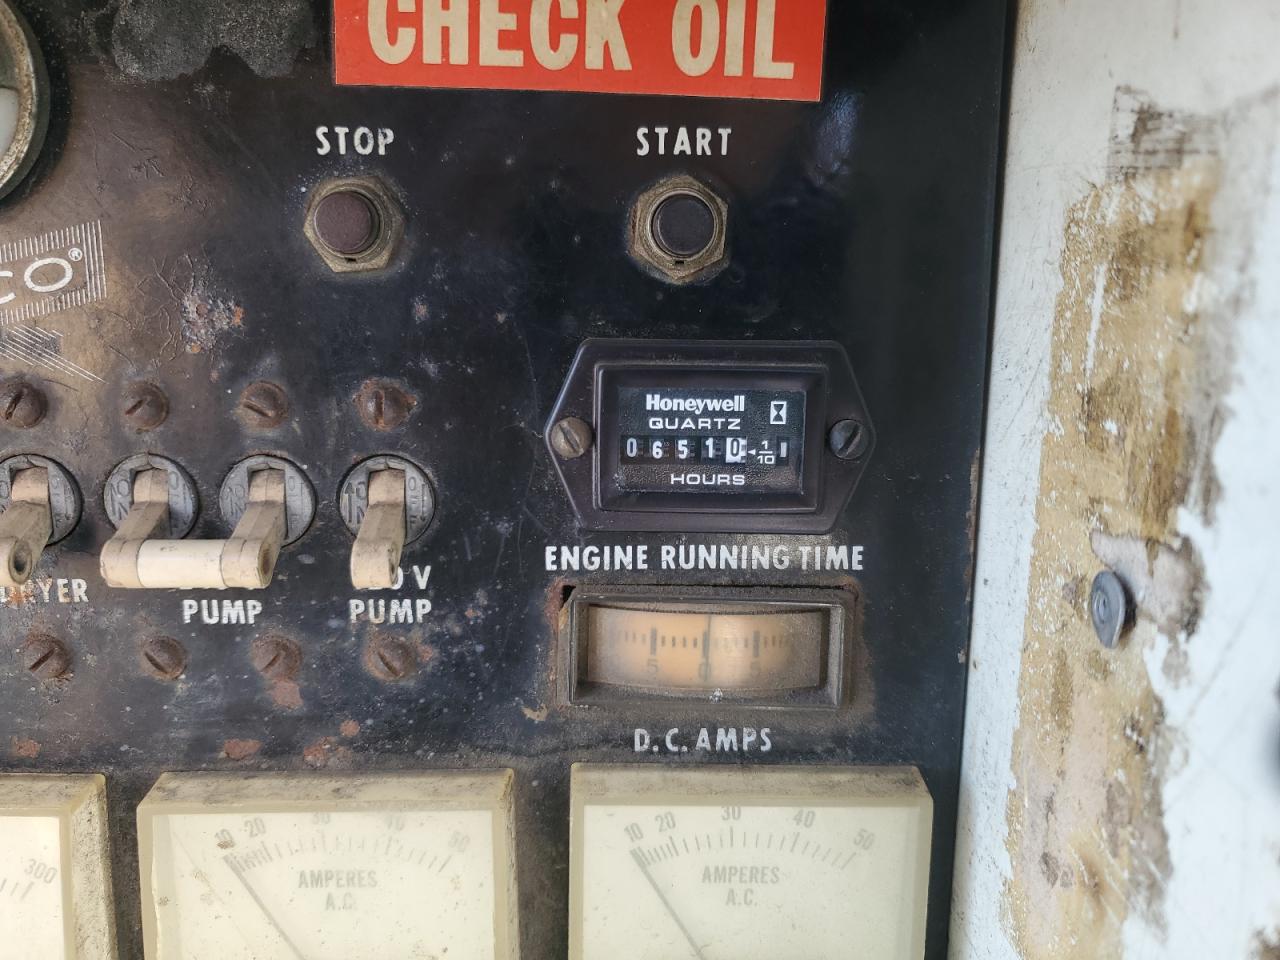 CHECK OIL
STOP
START
CO®
Honeywell
QUARTZ
0 6 5 1 0 ◄ 1/10
HOURS
ENGINE RUNNING TIME
PUMP
V
PUMP
5 0 5
D.C. AMPS
300
10 20 30 40 50
AMPERES
A.C.
10 20 30 40 50
AMPERES
A.C.